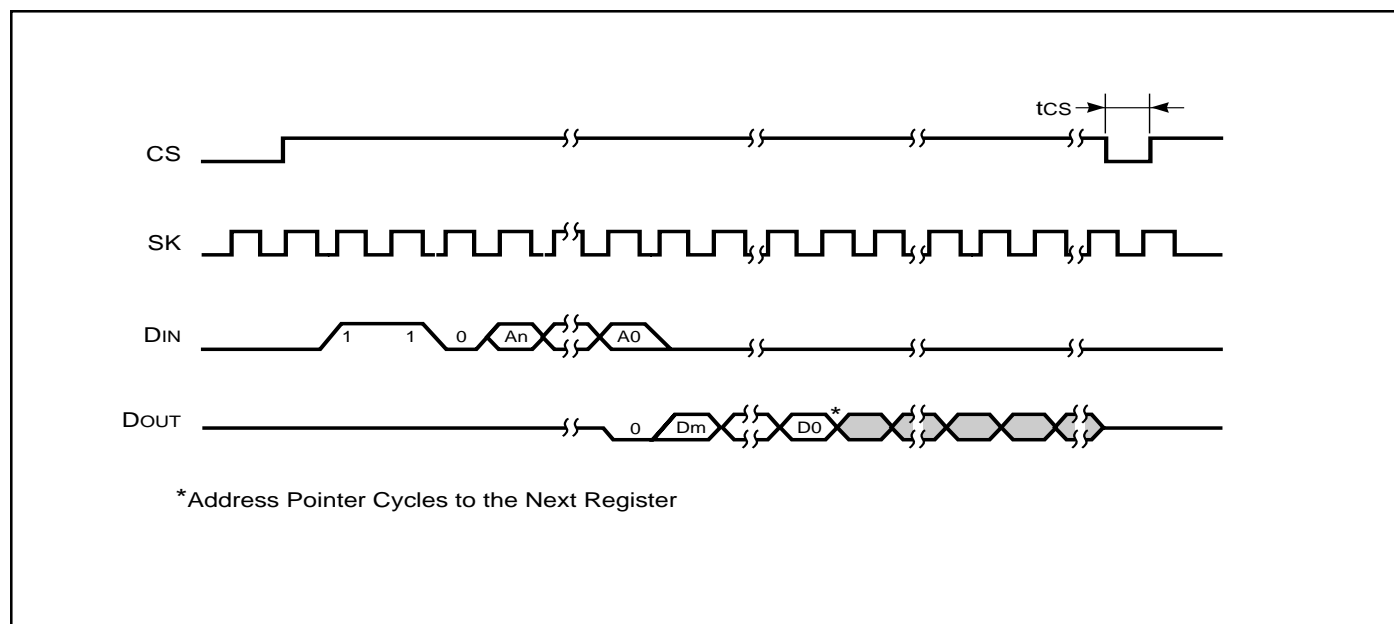 tCS
CS
SK
DIN
1 1 0 An A0
DOUT
0 Dm D0 *
*Address Pointer Cycles to the Next Register